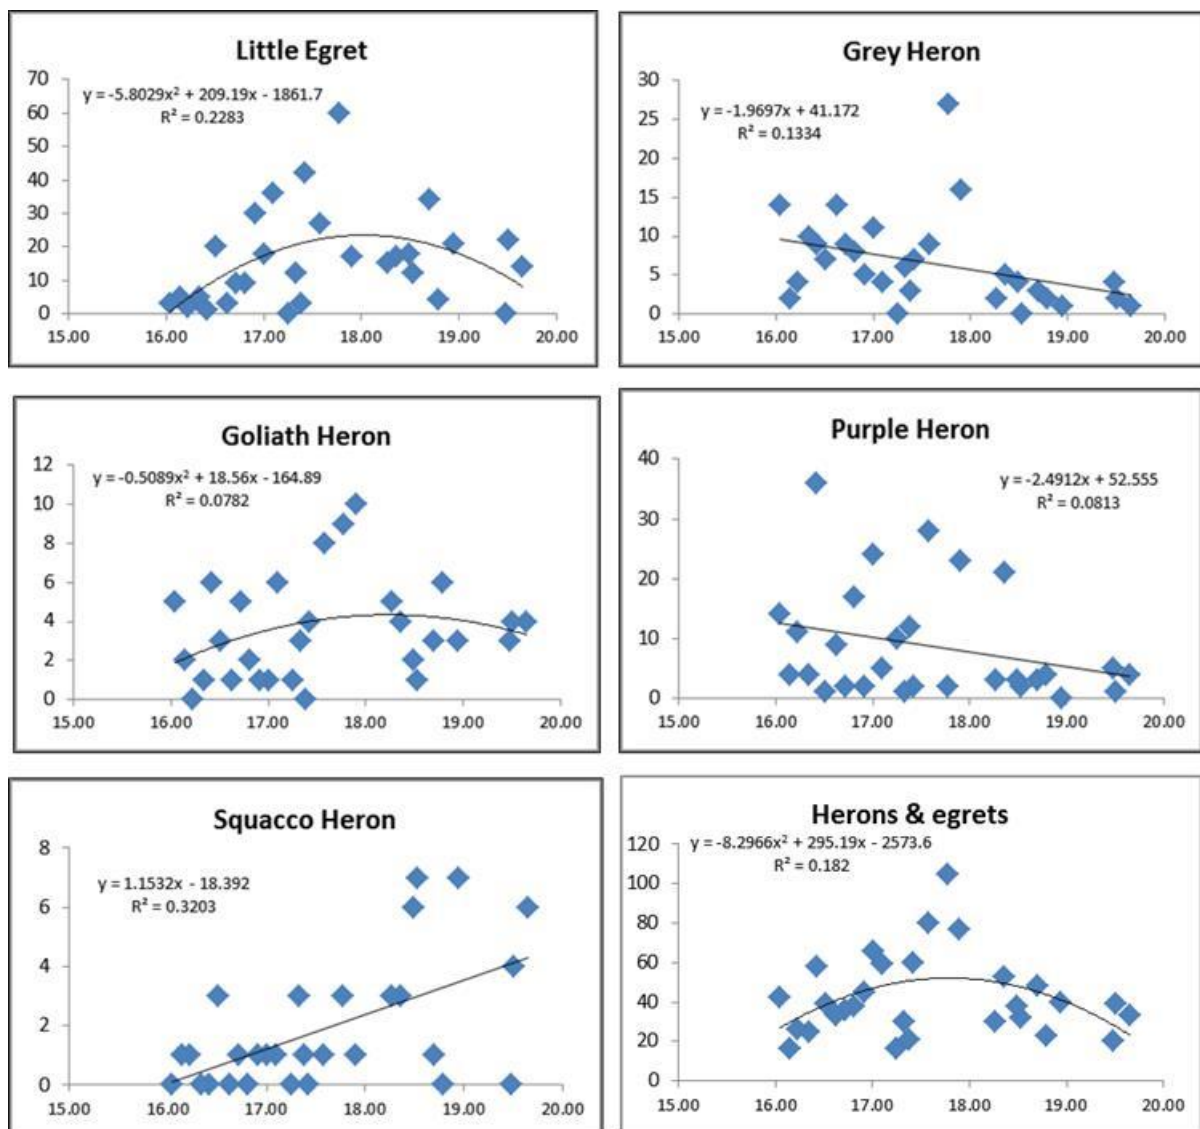 Little Egret
y = -5.8029x² + 209.19x - 1861.7
R² = 0.2283
70
60
50
40
30
20
10
0
15.00 16.00 17.00 18.00 19.00 20.00
Grey Heron
y = -1.9697x + 41.172
R² = 0.1334
30
25
20
15
10
5
0
15.00 16.00 17.00 18.00 19.00 20.00
Goliath Heron
y = -0.5089x² + 18.56x - 164.89
R² = 0.0782
12
10
8
6
4
2
0
15.00 16.00 17.00 18.00 19.00 20.00
Purple Heron
y = -2.4912x + 52.555
R² = 0.0813
40
30
20
10
0
15.00 16.00 17.00 18.00 19.00 20.00
Squacco Heron
y = 1.1532x - 18.392
R² = 0.3203
8
6
4
2
0
15.00 16.00 17.00 18.00 19.00 20.00
Herons & egrets
y = -8.2966x² + 295.19x - 2573.6
R² = 0.182
120
100
80
60
40
20
0
15.00 16.00 17.00 18.00 19.00 20.00